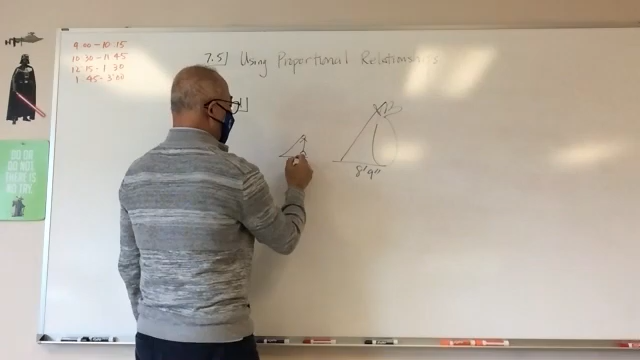 9:00-10:15
10:30-11:45
12:15-1:30
1:45-3:00
7.5] Using Proportional Relationships
8'9"
DO OR
DO NOT.
THERE IS
NO TRY.